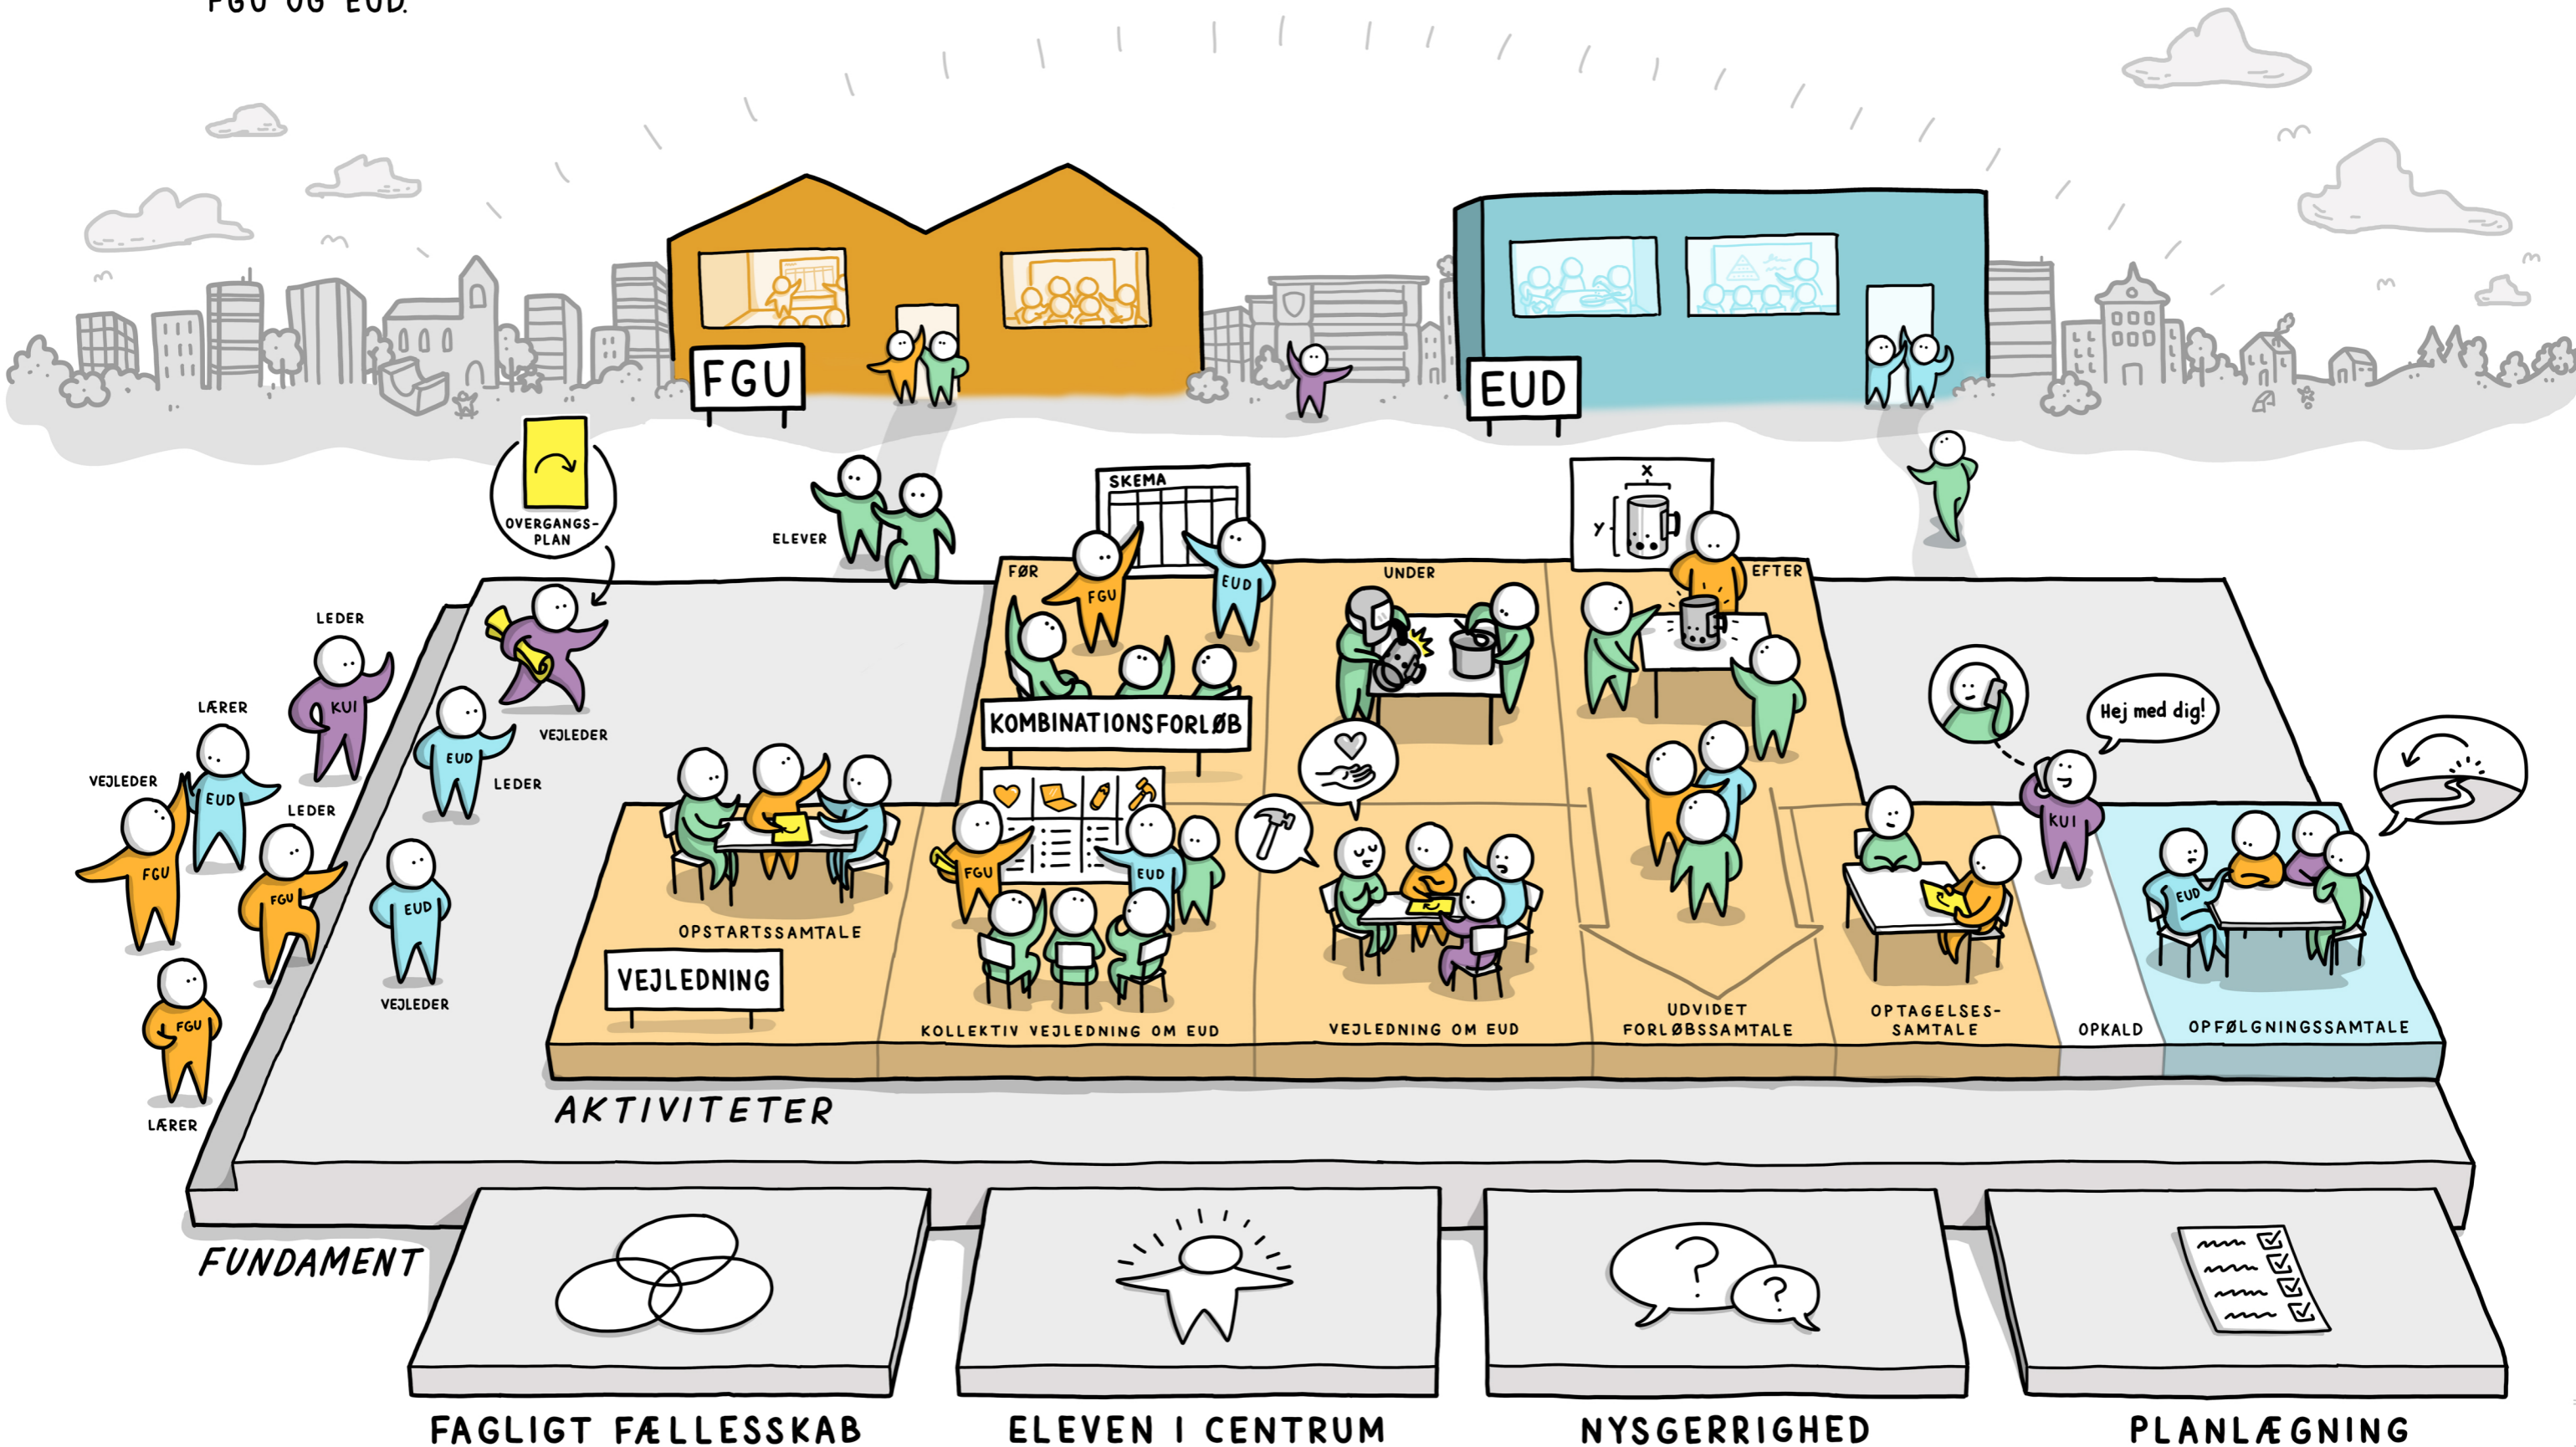 FGU OG EUD.
FGU
EUD
OVERGANGS-
PLAN
ELEVER
SKEMA
X
Y
FØR
UNDER
EFTER
FGU
EUD
LEDER
KUI
VEJLEDER
LÆRER
EUD
EUD
LEDER
VEJLEDER
FGU
LEDER
FGU
EUD
VEJLEDER
FGU
LÆRER
KOMBINATIONSFORLØB
Hej med dig!
KUI
FGU
EUD
EUD
OPSTARTSSAMTALE
VEJLEDNING
KOLLEKTIV VEJLEDNING OM EUD
VEJLEDNING OM EUD
UDVIDET
FORLØBSSAMTALE
OPTAGELSES-
SAMTALE
OPKALD
OPFØLGNINGSSAMTALE
AKTIVITETER
FUNDAMENT
?
?
FAGLIGT FÆLLESSKAB
ELEVEN I CENTRUM
NYSGERRIGHED
PLANLÆGNING